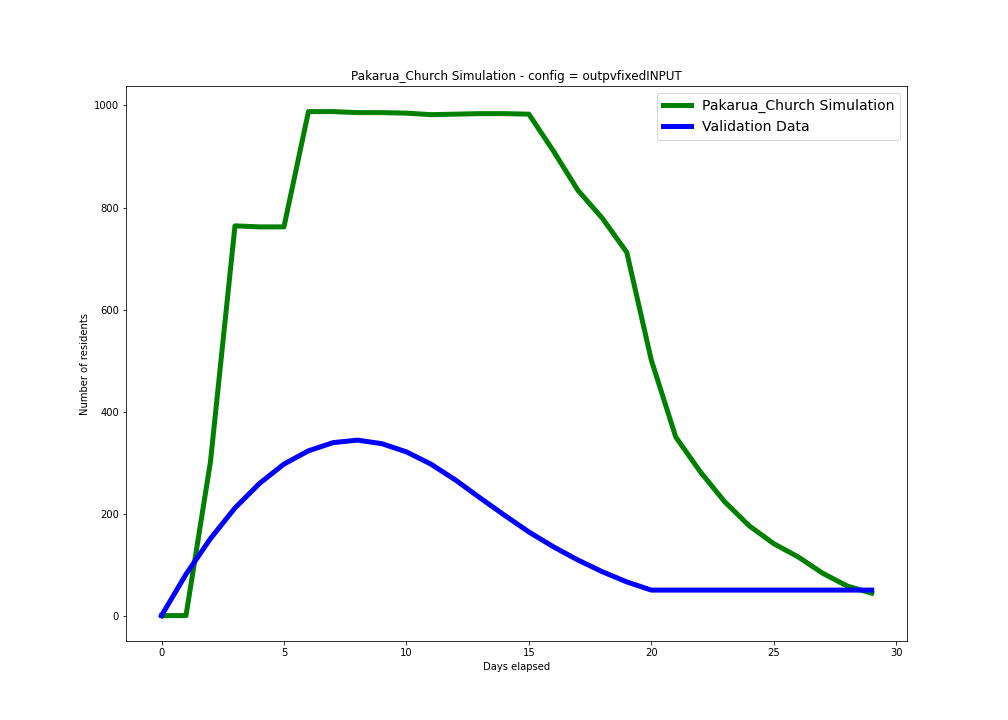 Pakarua_Church Simulation - config = outpvfixedINPUT
Pakarua_Church Simulation
Validation Data
1000
800
600
400
200
0
Number of residents
0 5 10 15 20 25 30
Days elapsed